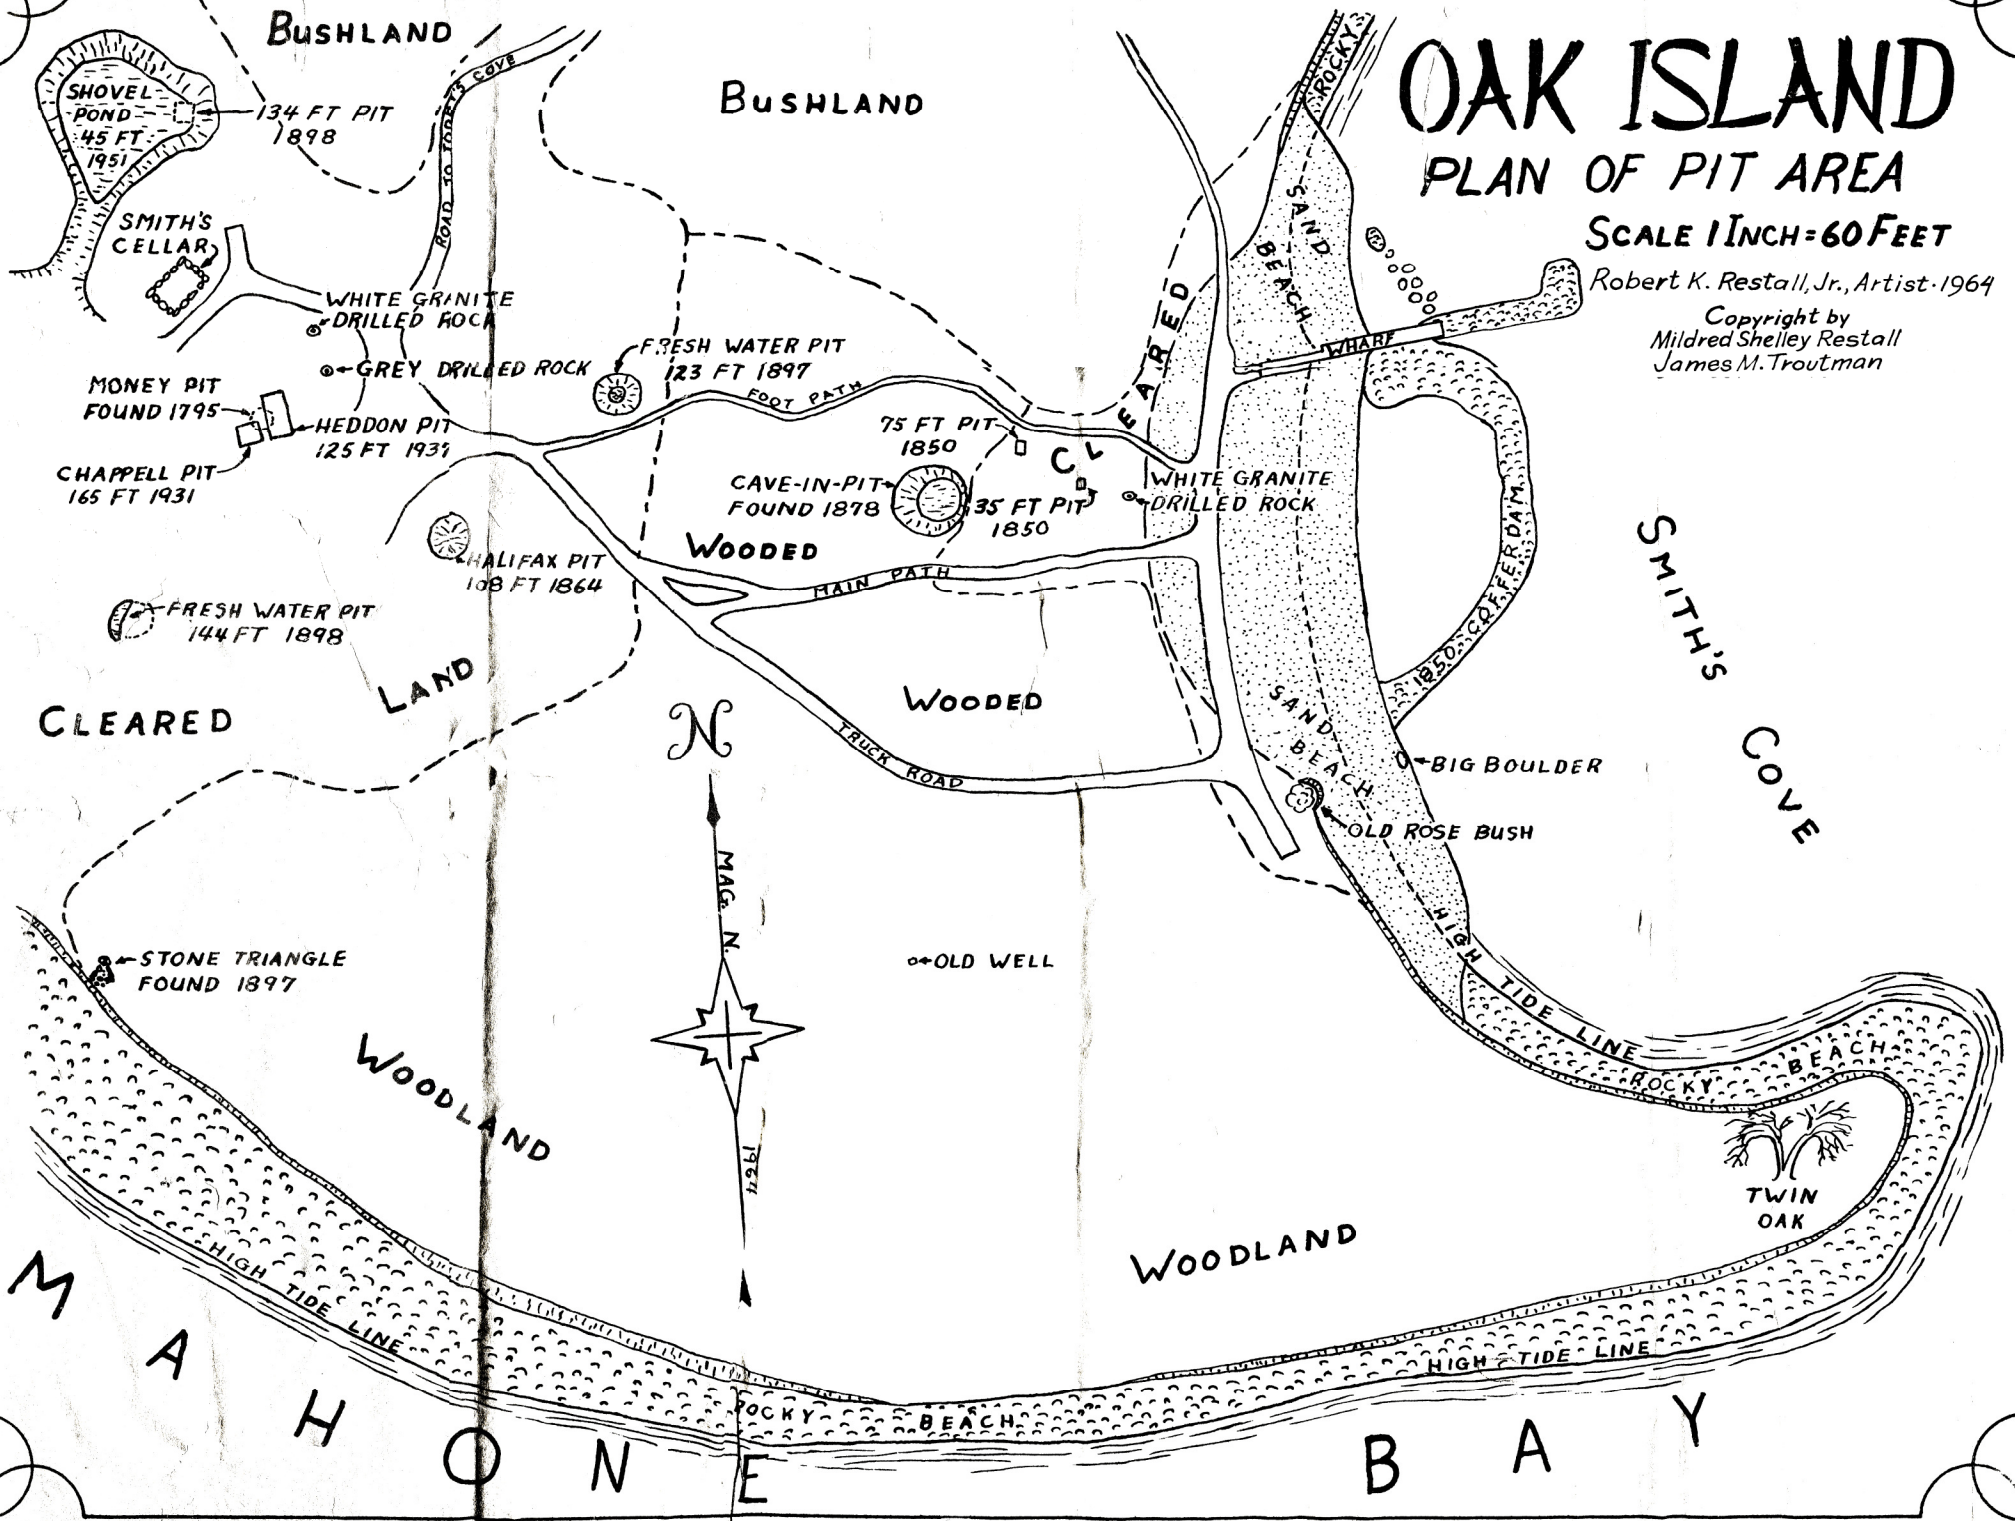 OAK ISLAND
PLAN OF PIT AREA
SCALE 1 INCH = 60 FEET
Robert K. Restall, Jr., Artist · 1964
Copyright by
Mildred Shelley Restall
James M. Troutman
BUSHLAND
BUSHLAND
SHOVEL
POND
45 FT
1951
134 FT PIT
1898
ROAD TO TORRY'S COVE
SMITH'S
CELLAR
WHITE GRANITE
DRILLED ROCK
GREY DRILLED ROCK
MONEY PIT
FOUND 1795
HEDDON PIT
125 FT 1937
CHAPPELL PIT
165 FT 1931
FRESH WATER PIT
123 FT 1897
FOOT PATH
75 FT PIT
1850
CLEARED
CAVE-IN-PIT
FOUND 1878
35 FT PIT
1850
WHITE GRANITE
DRILLED ROCK
WOODED
MAIN PATH
HALIFAX PIT
108 FT 1864
FRESH WATER PIT
144 FT 1898
CLEARED LAND
WOODED
TRUCK ROAD
ROCKY
SAND
BEACH
WHARF
1850 COFFERDAM
SMITH'S COVE
SAND
BEACH
BIG BOULDER
OLD ROSE BUSH
N
MAG. N.
1964
OLD WELL
STONE TRIANGLE
FOUND 1897
WOODLAND
HIGH TIDE LINE
ROCKY BEACH
TWIN
OAK
WOODLAND
HIGH TIDE LINE
ROCKY BEACH
HIGH TIDE LINE
MAHONE BAY